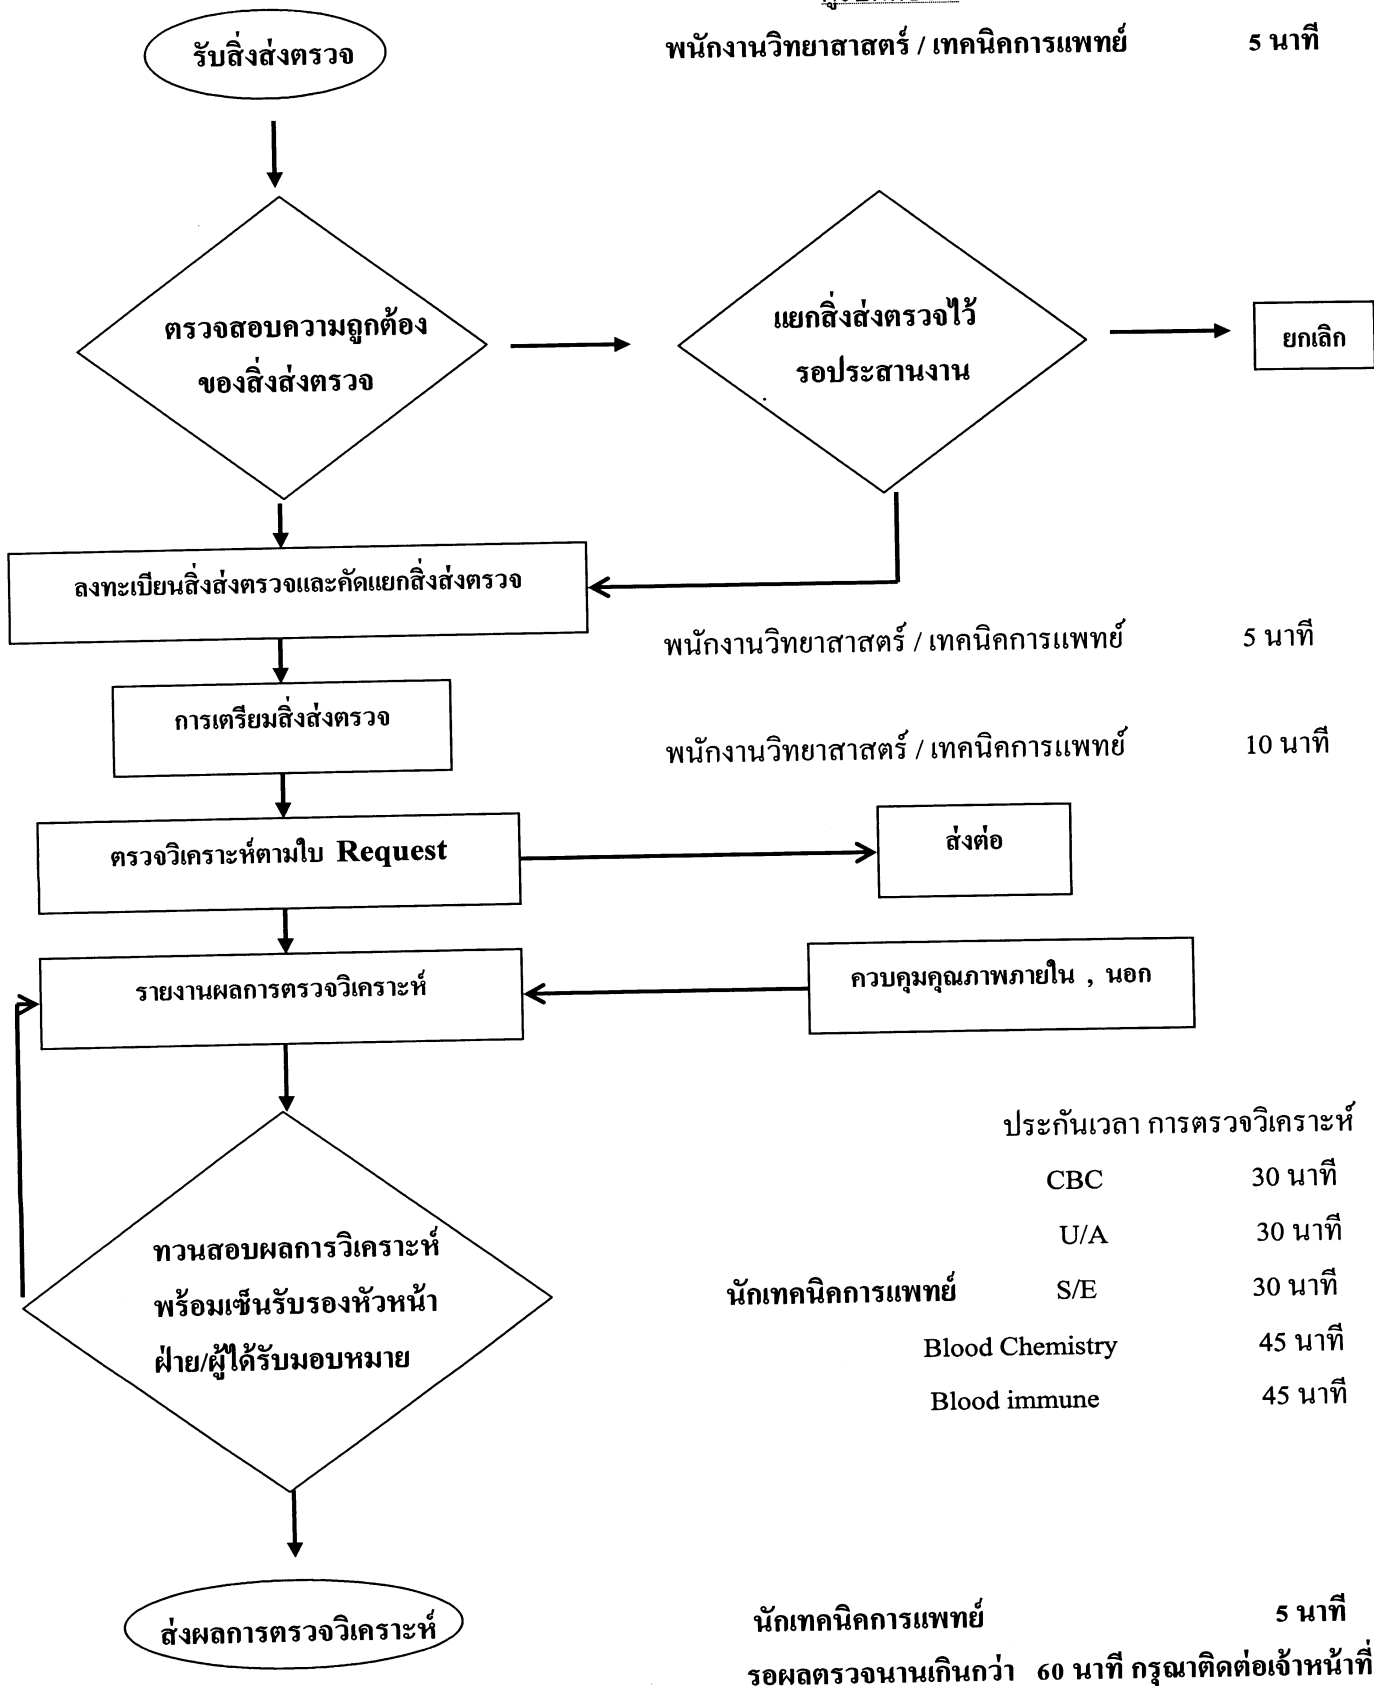 รับสิ่งส่งตรวจ
พนักงานวิทยาสาสตร์ / เทคนิคการแพทย์ 5 นาที
ตรวจสอบความถูกต้อง
ของสิ่งส่งตรวจ
แยกสิ่งส่งตรวจไว้
รอประสานงาน
ยกเลิก
ลงทะเบียนสิ่งส่งตรวจและคัดแยกสิ่งส่งตรวจ
พนักงานวิทยาสาสตร์ / เทคนิคการแพทย์ 5 นาที
การเตรียมสิ่งส่งตรวจ
พนักงานวิทยาสาสตร์ / เทคนิคการแพทย์ 10 นาที
ตรวจวิเคราะห์ตามใบ Request
ส่งต่อ
รายงานผลการตรวจวิเคราะห์
ควบคุมคุณภาพภายใน , นอก
ประกันเวลา การตรวจวิเคราะห์
CBC 30 นาที
U/A 30 นาที
นักเทคนิคการแพทย์ S/E 30 นาที
Blood Chemistry 45 นาที
Blood immune 45 นาที
ทวนสอบผลการวิเคราะห์
พร้อมเซ็นรับรองหัวหน้า
ฝ่าย/ผู้ได้รับมอบหมาย
ส่งผลการตรวจวิเคราะห์
นักเทคนิคการแพทย์ 5 นาที
รอผลตรวจนานเกินกว่า 60 นาที กรุณาติดต่อเจ้าหน้าที่